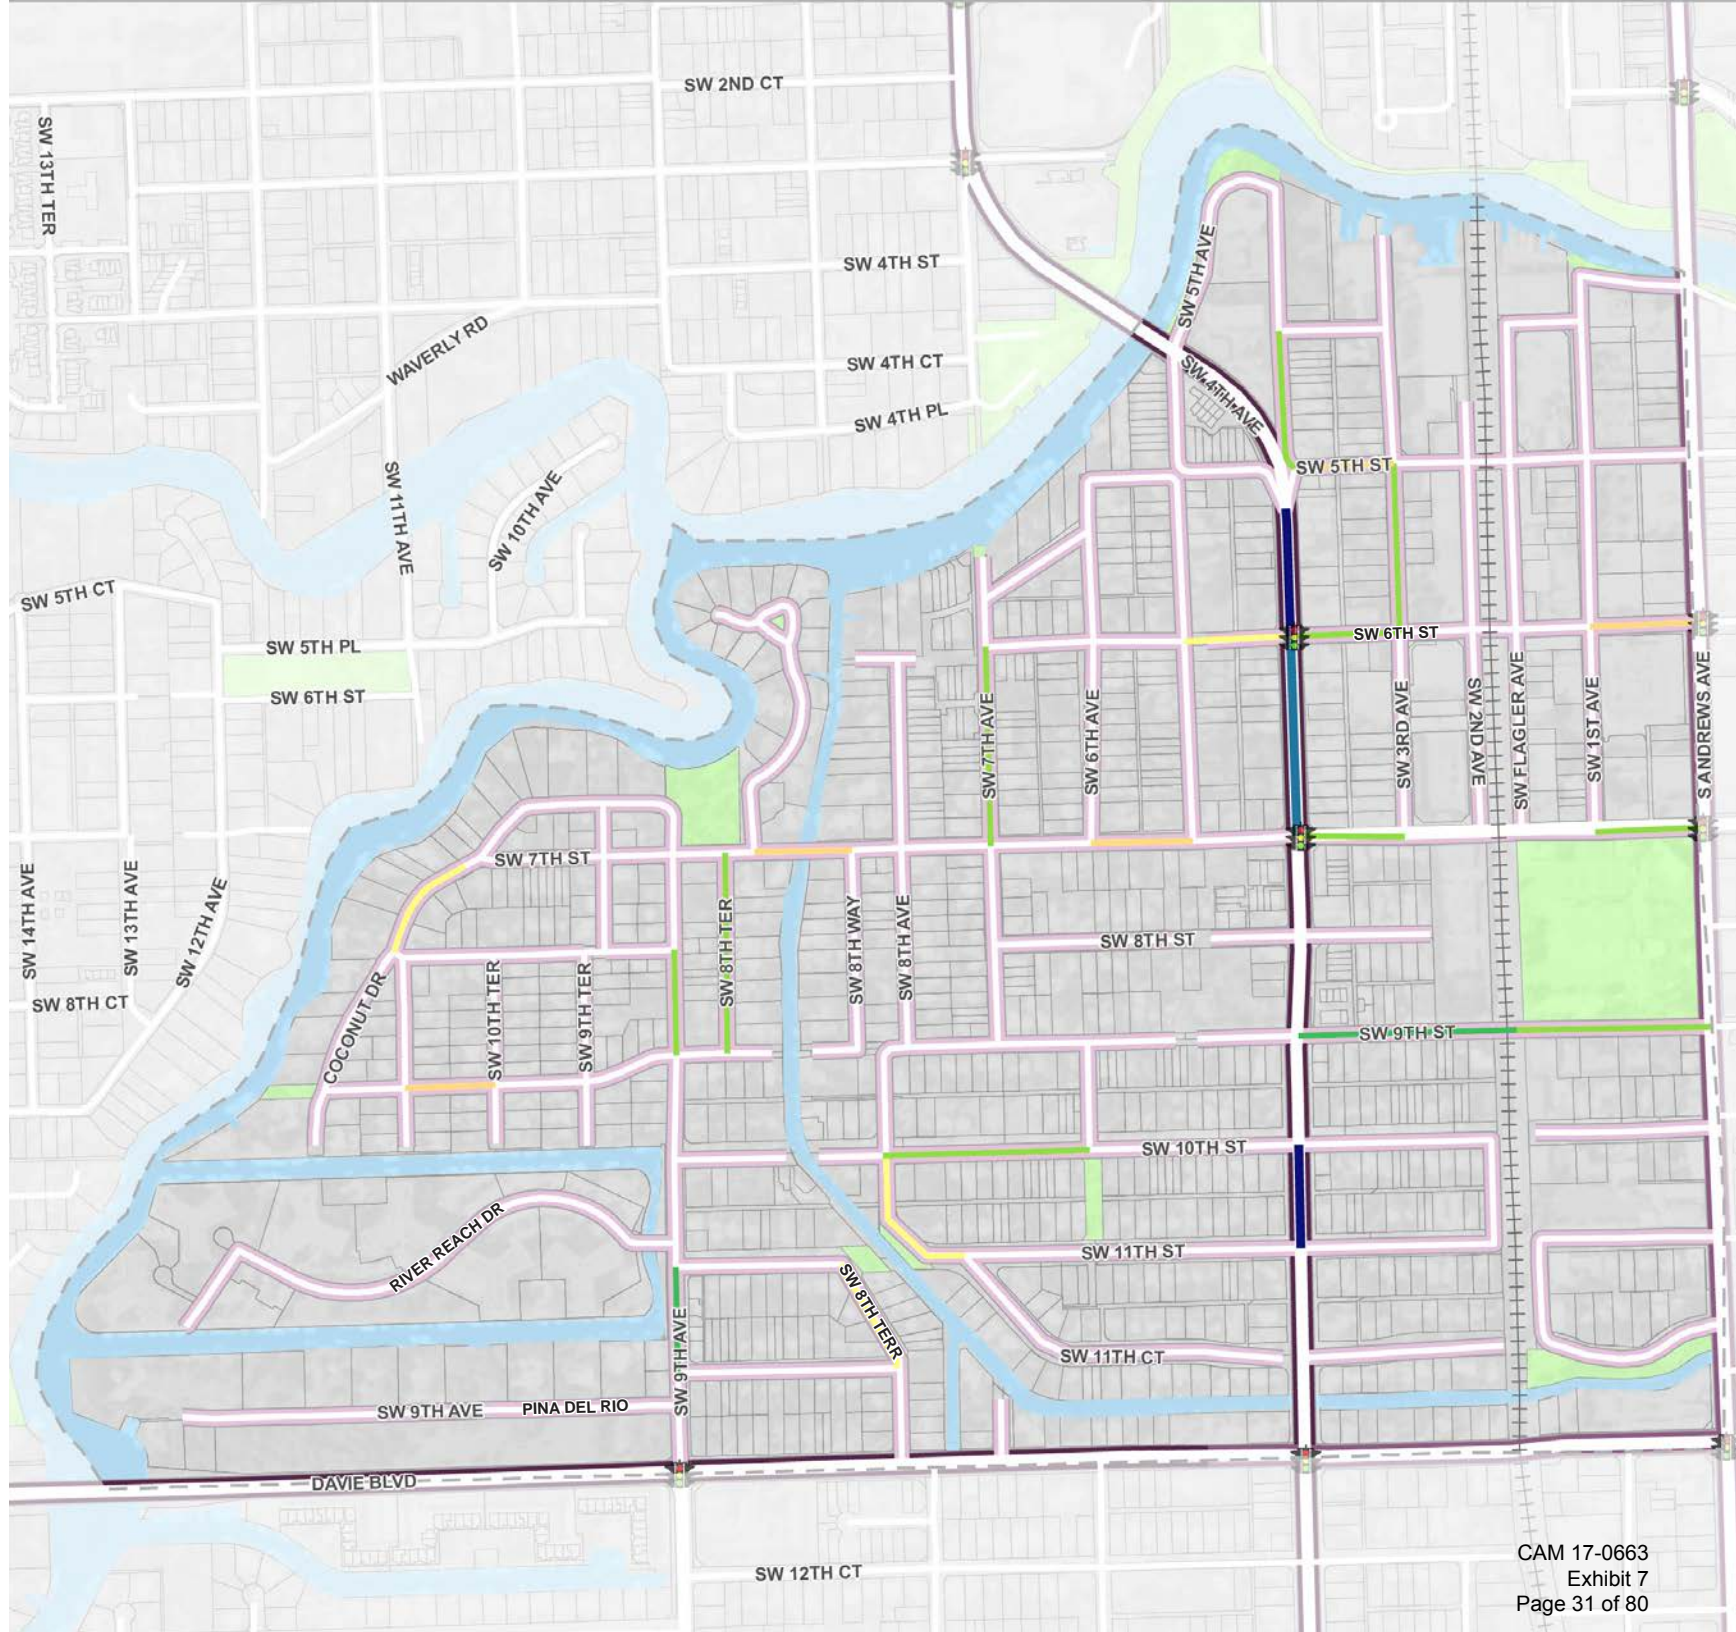 SW 2ND CT
SW 13TH TER
SW 4TH ST
SW 5TH AVE
WAVERLY RD
SW 4TH CT
SW 4TH AVE
SW 4TH PL
SW 5TH ST
SW 11TH AVE
SW 10TH AVE
SW 5TH CT
SW 5TH PL
SW 6TH ST
SW 6TH ST
SW 7TH AVE
SW 6TH AVE
SW 3RD AVE
SW 2ND AVE
SW FLAGLER AVE
SW 1ST AVE
S ANDREWS AVE
SW 7TH ST
SW 14TH AVE
SW 13TH AVE
SW 12TH AVE
SW 8TH TER
SW 8TH WAY
SW 8TH AVE
SW 8TH ST
SW 8TH CT
COCONUT DR
SW 10TH TER
SW 9TH TER
SW 9TH ST
SW 10TH ST
RIVER REACH DR
SW 11TH ST
SW 8TH TERR
SW 9TH AVE
SW 11TH CT
SW 9TH AVE
PINA DEL RIO
DAVIE BLVD
SW 12TH CT
CAM 17-0663
Exhibit 7
Page 31 of 80